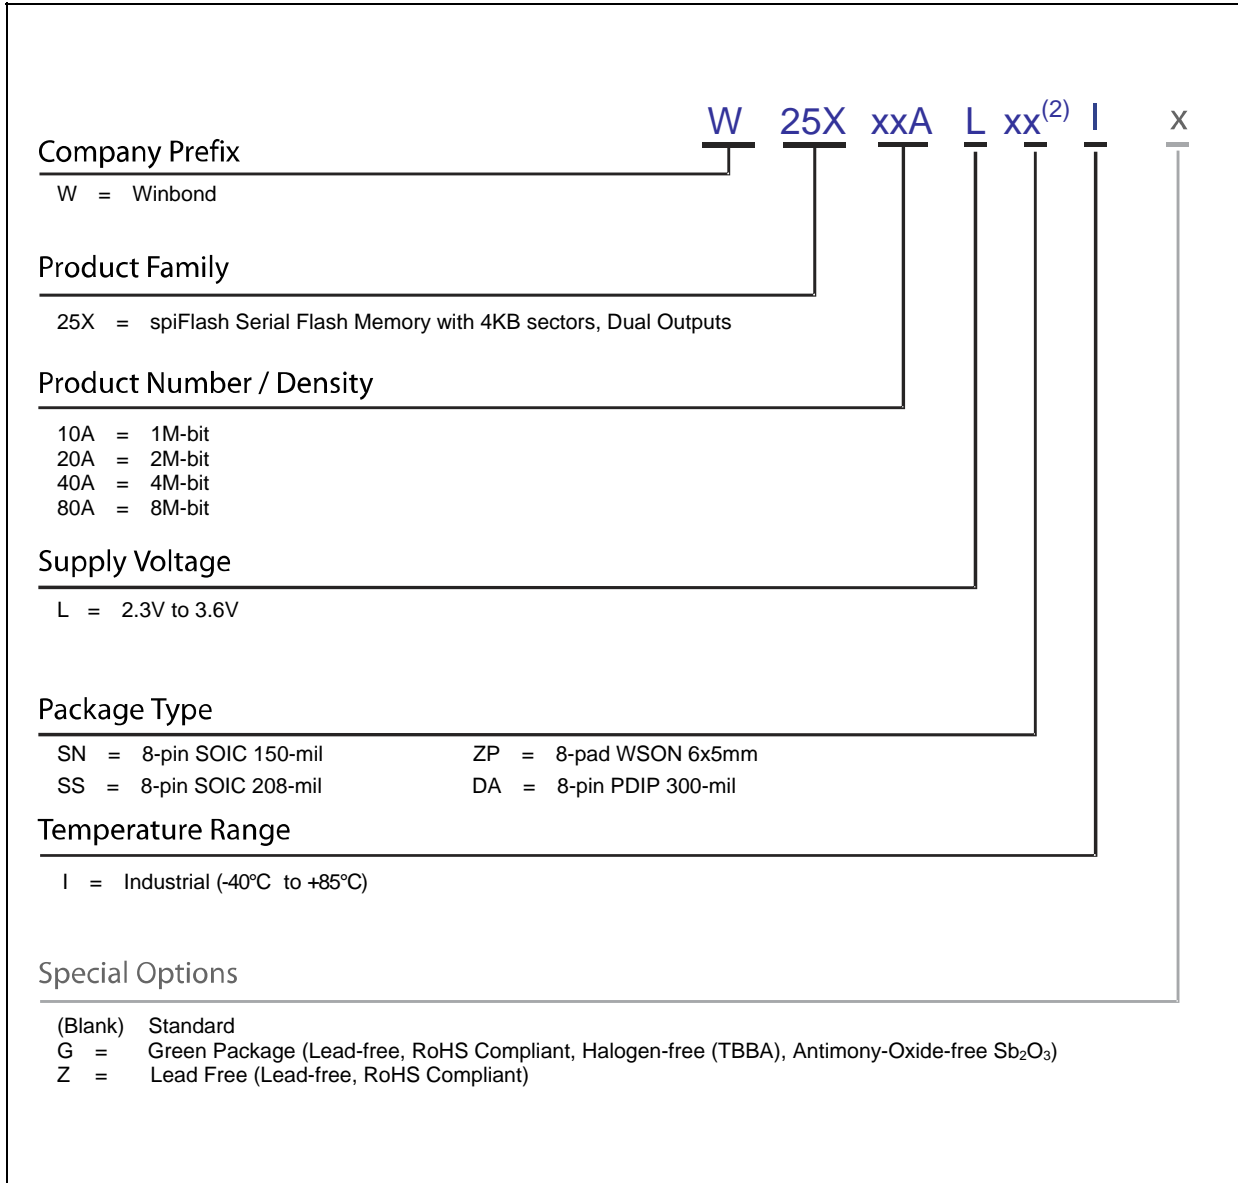 W 25X xxA L xx(2) I x
Company Prefix
W = Winbond
Product Family
25X = spiFlash Serial Flash Memory with 4KB sectors, Dual Outputs
Product Number / Density
10A = 1M-bit
20A = 2M-bit
40A = 4M-bit
80A = 8M-bit
Supply Voltage
L = 2.3V to 3.6V
Package Type
SN = 8-pin SOIC 150-mil ZP = 8-pad WSON 6x5mm
SS = 8-pin SOIC 208-mil DA = 8-pin PDIP 300-mil
Temperature Range
I = Industrial (-40°C to +85°C)
Special Options
(Blank) Standard
G = Green Package (Lead-free, RoHS Compliant, Halogen-free (TBBA), Antimony-Oxide-free Sb₂O₃)
Z = Lead Free (Lead-free, RoHS Compliant)